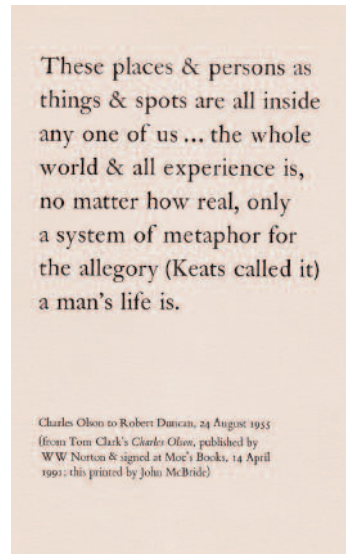 These places & persons as
things & spots are all inside
any one of us ... the whole
world & all experience is,
no matter how real, only
a system of metaphor for
the allegory (Keats called it)
a man's life is.
Charles Olson to Robert Duncan, 24 August 1955
(from Tom Clark's Charles Olson, published by
WW Norton & signed at Moe's Books, 14 April
1991; this printed by John McBride)